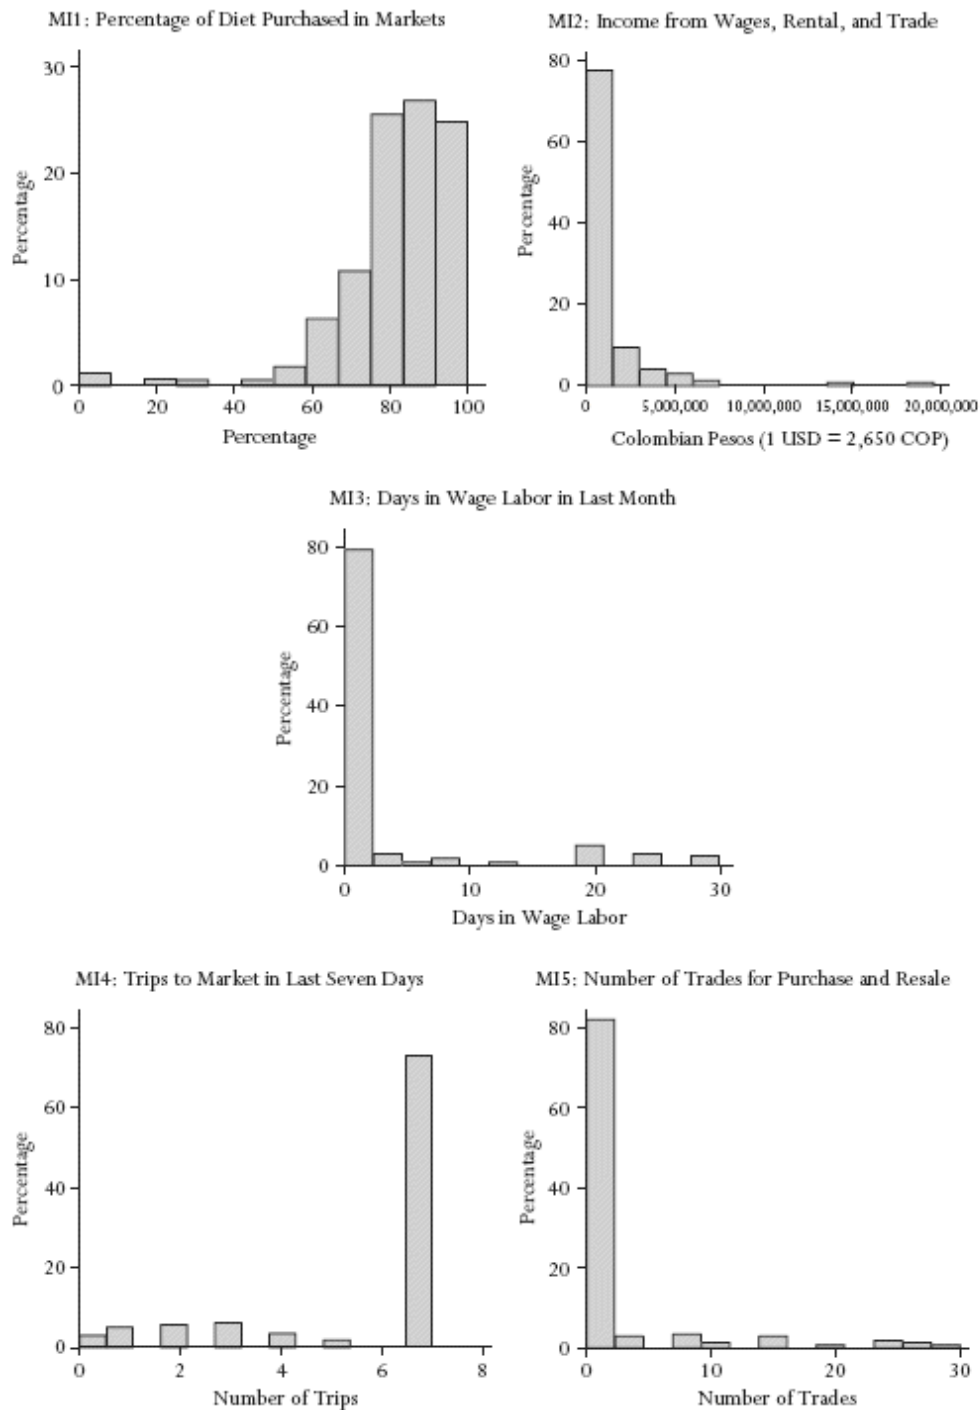 MI1: Percentage of Diet Purchased in Markets
30
20
10
0
Percentage
0 20 40 60 80 100
Percentage
MI2: Income from Wages, Rental, and Trade
80
60
40
20
0
Percentage
0 5,000,000 10,000,000 15,000,000 20,000,000
Colombian Pesos (1 USD = 2,650 COP)
MI3: Days in Wage Labor in Last Month
80
60
40
20
0
Percentage
0 10 20 30
Days in Wage Labor
MI4: Trips to Market in Last Seven Days
80
60
40
20
0
Percentage
0 2 4 6 8
Number of Trips
MI5: Number of Trades for Purchase and Resale
80
60
40
20
0
Percentage
0 10 20 30
Number of Trades